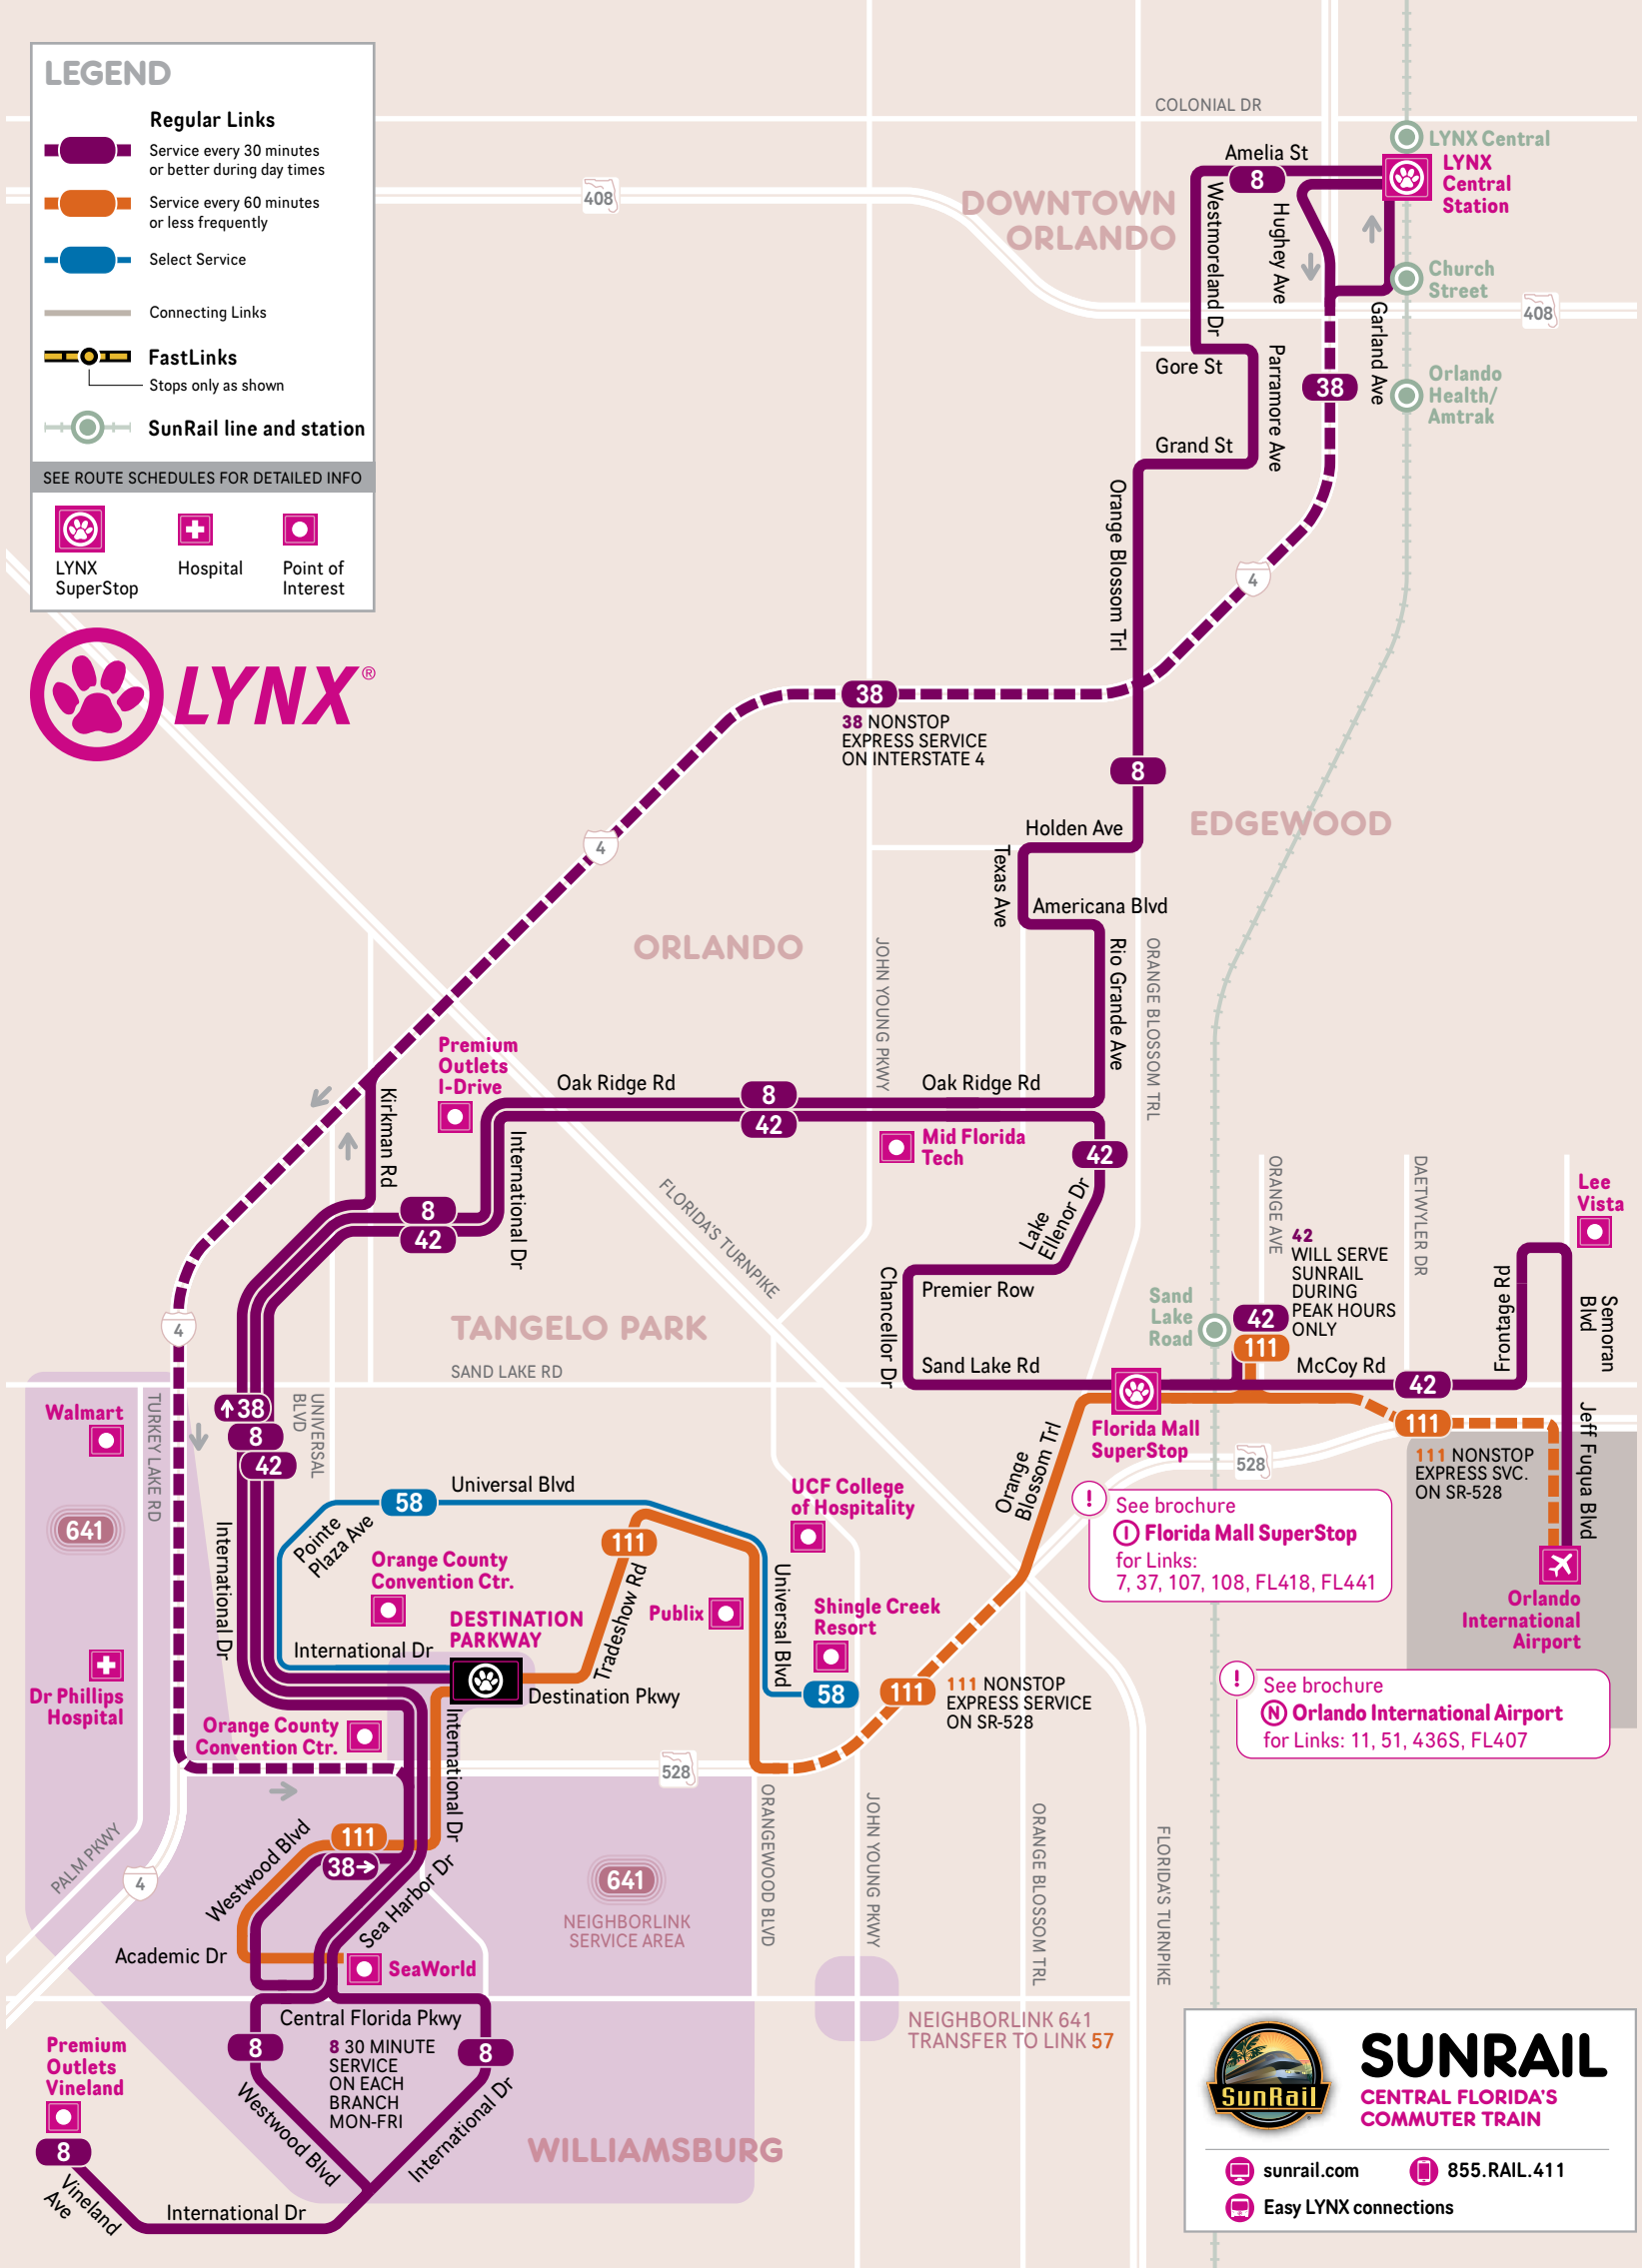 LEGEND
Regular Links
Service every 30 minutes
or better during day times
Service every 60 minutes
or less frequently
Select Service
Connecting Links
FastLinks
Stops only as shown
SunRail line and station
SEE ROUTE SCHEDULES FOR DETAILED INFO
LYNX
SuperStop
Hospital
Point of
Interest
LYNX®
COLONIAL DR
408
DOWNTOWN
ORLANDO
Amelia St
8
LYNX Central
LYNX
Central
Station
Westmoreland Dr
Hughey Ave
Church
Street
408
Garland Ave
Gore St
Parramore Ave
38
Orlando
Health/
Amtrak
Grand St
Orange Blossom Trl
4
38
38 NONSTOP
EXPRESS SERVICE
ON INTERSTATE 4
8
EDGEWOOD
4
Holden Ave
Texas Ave
Americana Blvd
ORLANDO
JOHN YOUNG PKWY
Rio Grande Ave
ORANGE BLOSSOM TRL
Premium
Outlets
I-Drive
Oak Ridge Rd
8
42
Oak Ridge Rd
Kirkman Rd
International Dr
Mid Florida
Tech
42
8
42
FLORIDA'S TURNPIKE
Lake
Ellenor Dr
Premier Row
Chancellor Dr
Sand Lake Rd
ORANGE AVE
DAETWYLER DR
Lee
Vista
42
WILL SERVE
SUNRAIL
DURING
PEAK HOURS
ONLY
Sand
Lake
Road
42
111
McCoy Rd
Frontage Rd
Semoran
Blvd
4
TANGELO PARK
SAND LAKE RD
42
111
111 NONSTOP
EXPRESS SVC.
ON SR-528
Jeff Fuqua Blvd
Florida Mall
SuperStop
528
Walmart
TURKEY LAKE RD
38
8
42
UNIVERSAL
BLVD
Orange
Blossom Trl
! See brochure
I Florida Mall SuperStop
for Links:
7, 37, 107, 108, FL418, FL441
641
Universal Blvd
58
Pointe
Plaza Ave
UCF College
of Hospitality
111
Orange County
Convention Ctr.
International Dr
DESTINATION
PARKWAY
Tradeshow Rd
Publix
Universal Blvd
Shingle Creek
Resort
Orlando
International
Airport
International Dr
Destination Pkwy
58
111
111 NONSTOP
EXPRESS SERVICE
ON SR-528
! See brochure
N Orlando International Airport
for Links: 11, 51, 436S, FL407
Dr Phillips
Hospital
Orange County
Convention Ctr.
International Dr
528
PALM PKWY
4
111
38
Westwood Blvd
Sea Harbor Dr
641
NEIGHBORLINK
SERVICE AREA
ORANGEWOOD BLVD
JOHN YOUNG PKWY
ORANGE BLOSSOM TRL
FLORIDA'S TURNPIKE
Academic Dr
SeaWorld
Central Florida Pkwy
NEIGHBORLINK 641
TRANSFER TO LINK 57
8
8 30 MINUTE
SERVICE
ON EACH
BRANCH
MON-FRI
8
Premium
Outlets
Vineland
8
Westwood Blvd
International Dr
WILLIAMSBURG
Vineland
Ave
International Dr
SunRail
SUNRAIL
CENTRAL FLORIDA'S
COMMUTER TRAIN
sunrail.com
855.RAIL.411
Easy LYNX connections